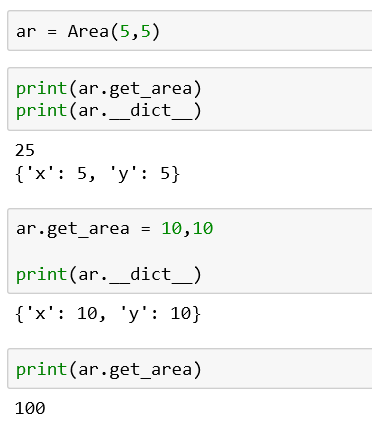 ar = Area(5,5)
print(ar.get_area)
print(ar.__dict__)
25
{'x': 5, 'y': 5}
ar.get_area = 10,10
print(ar.__dict__)
{'x': 10, 'y': 10}
print(ar.get_area)
100